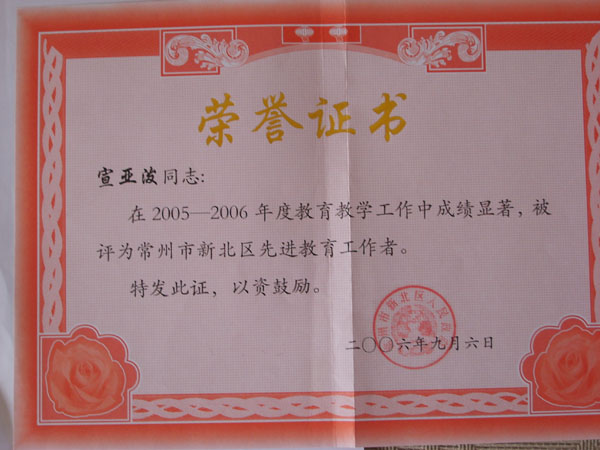 荣誉证书
宣亚波同志:
在2005—2006年度教育教学工作中成绩显著，被
评为常州市新北区先进教育工作者。
特发此证，以资鼓励。
二〇〇六年九月六日